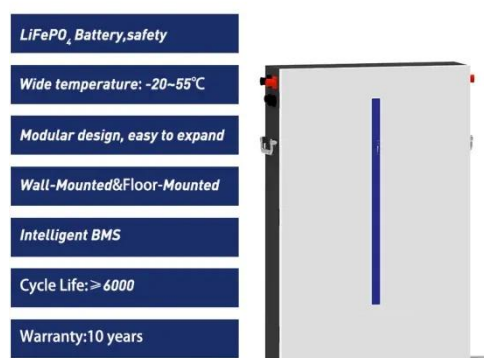 LiFePO₄ Battery,safety
Wide temperature: -20~55℃
Modular design, easy to expand
Wall-Mounted&Floor-Mounted
Intelligent BMS
Cycle Life:≥6000
Warranty:10 years